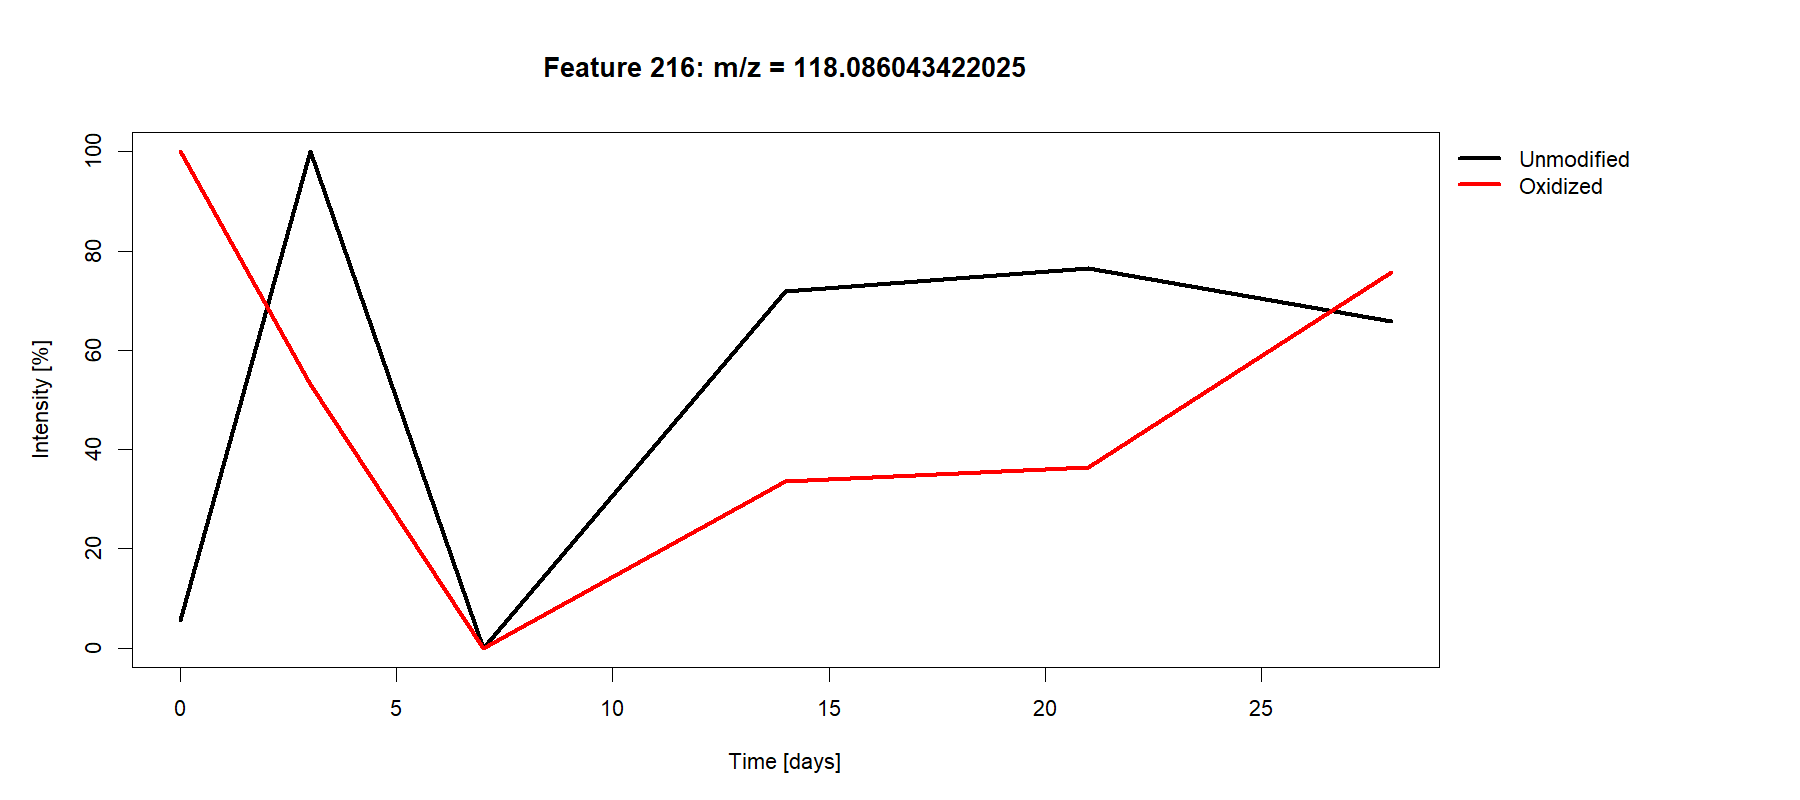 Feature 216: m/z = 118.086043422025
Unmodified
Oxidized
Intensity [%]
100
80
60
40
20
0
0 5 10 15 20 25
Time [days]